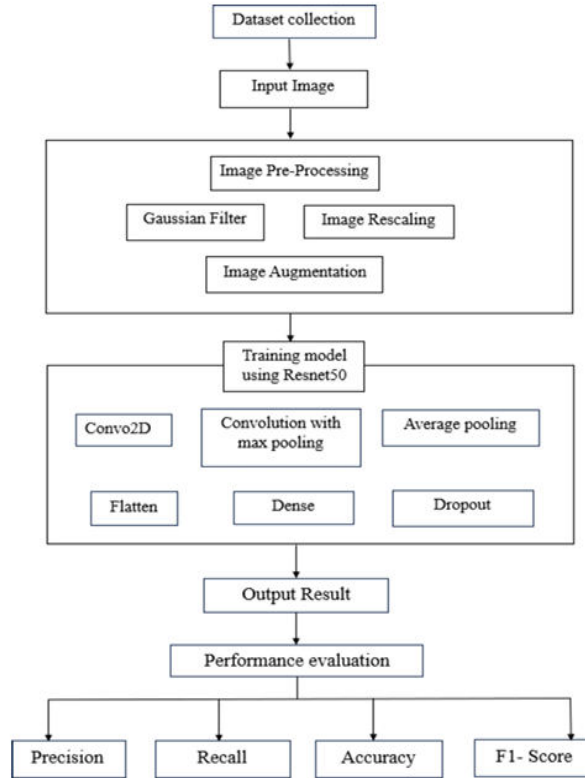 Dataset collection
Input Image
Image Pre-Processing
Gaussian Filter
Image Rescaling
Image Augmentation
Training model
using Resnet50
Convo2D
Convolution with
max pooling
Average pooling
Flatten
Dense
Dropout
Output Result
Performance evaluation
Precision
Recall
Accuracy
F1- Score